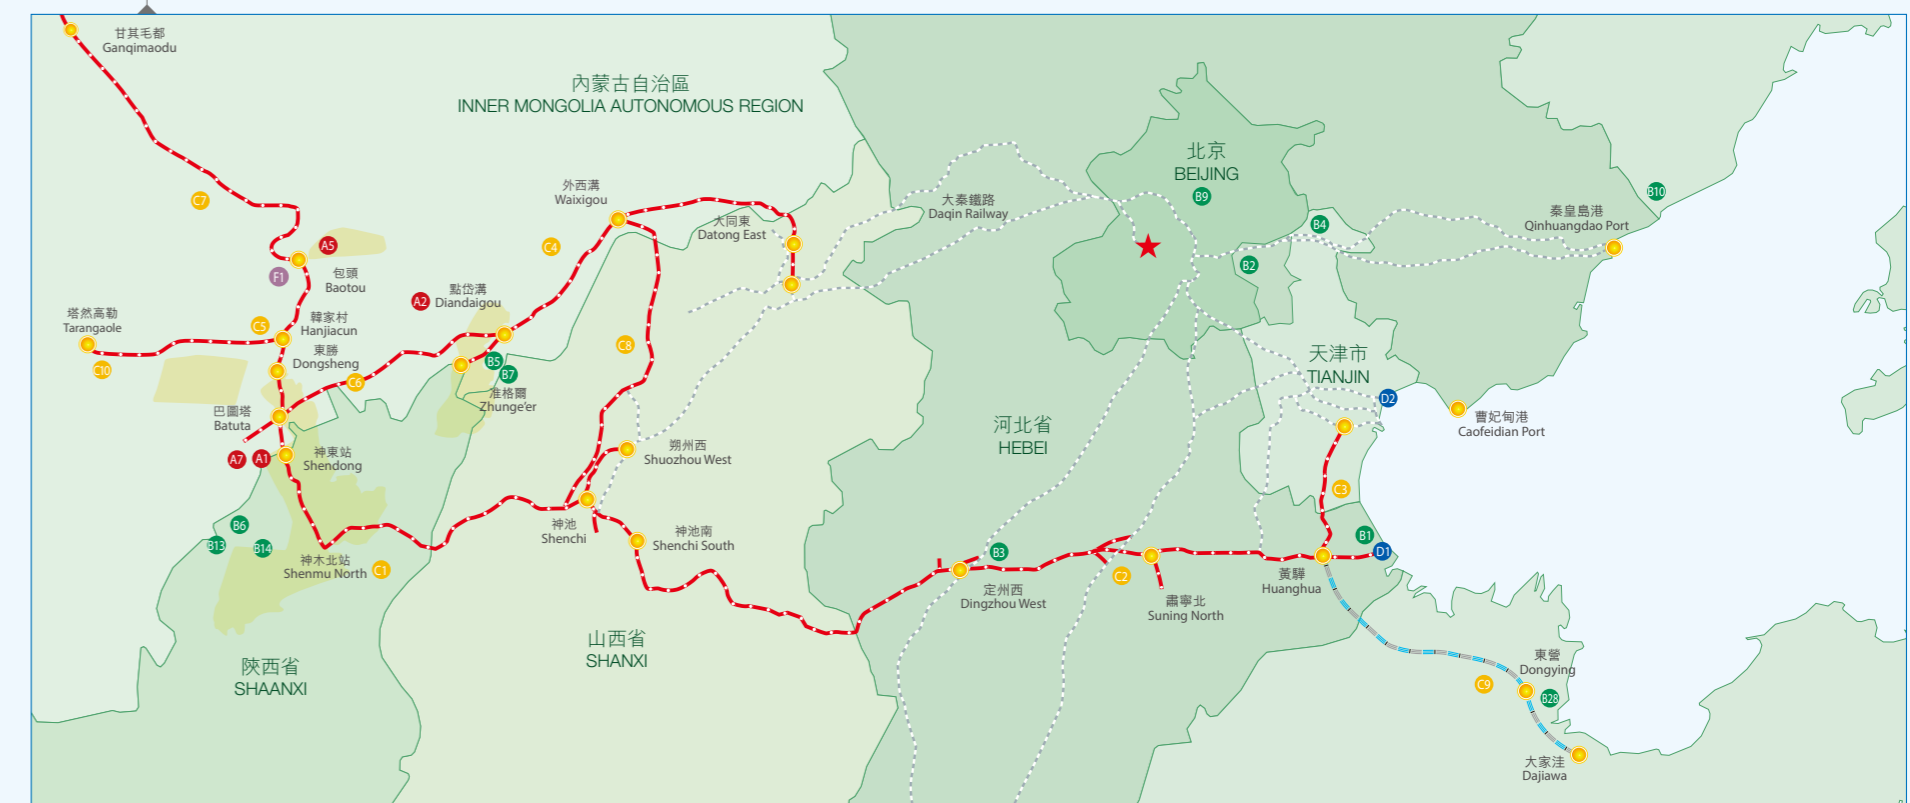 甘其毛都
Ganqimaodu
內蒙古自治區
INNER MONGOLIA AUTONOMOUS REGION
北京
BEIJING
B9
B10
C7
外西溝
Waixigou
大秦鐵路
Daqin Railway
秦皇島港
Qinhuangdao Port
大同東
Datong East
B4
A5
C4
F1
包頭
Baotou
B2
點岱溝
Diandaigou
A2
塔然高勒
Tarangaole
韓家村
Hanjiacun
C5
東勝
Dongsheng
C8
天津市
TIANJIN
C10
C6
B5
B7
准格爾
Zhunge'er
D2
巴圖塔
Batuta
河北省
HEBEI
曹妃甸港
Caofeidian Port
神東站
Shendong
A7
A1
朔州西
Shuozhou West
C3
B6
B13
B14
神池
Shenchi
神池南
Shenchi South
B1
D1
B3
神木北站
Shenmu North
C1
定州西
Dingzhou West
C2
肅寧北
Suning North
黃驊
Huanghua
陝西省
SHAANXI
山西省
SHANXI
東營
Dongying
C9
B28
大家洼
Dajiawa